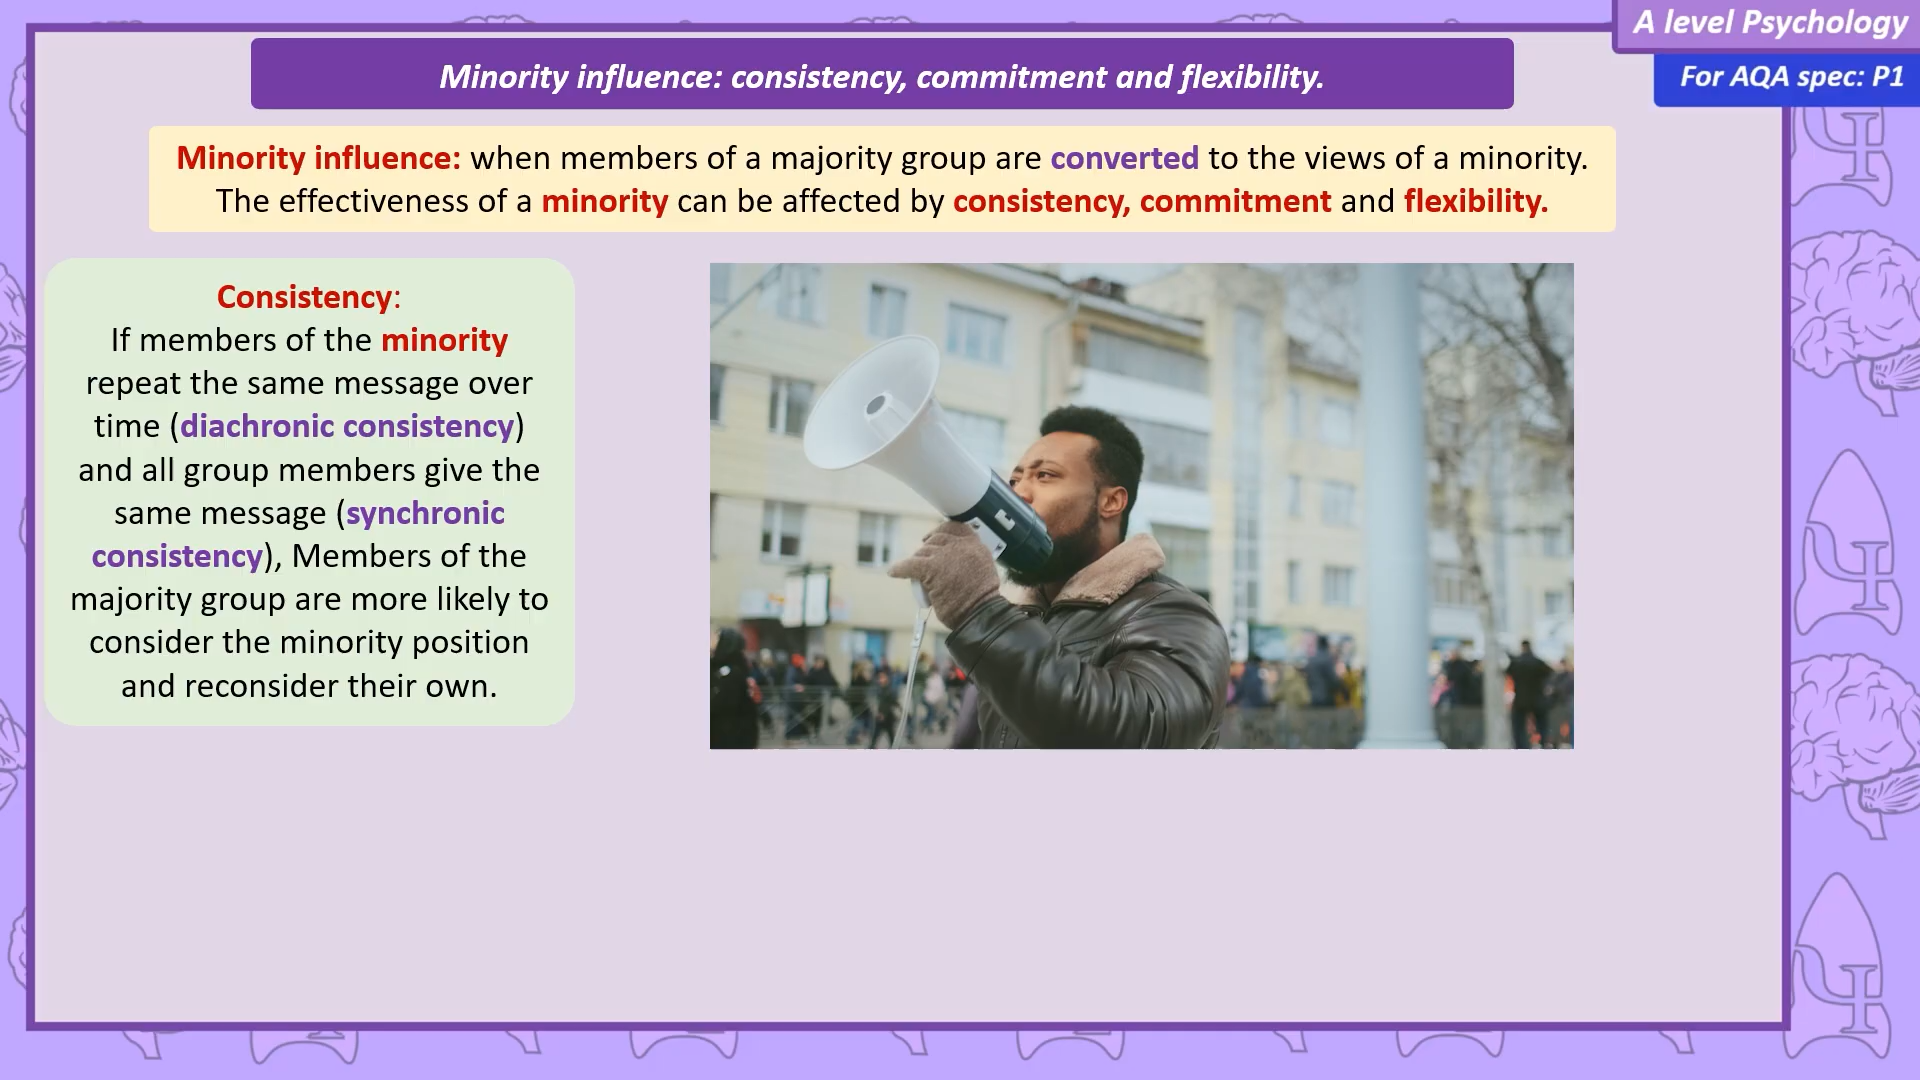 A level Psychology
For AQA spec: P1
Minority influence: consistency, commitment and flexibility.
Minority influence: when members of a majority group are converted to the views of a minority.
The effectiveness of a minority can be affected by consistency, commitment and flexibility.
Consistency:
If members of the minority
repeat the same message over
time (diachronic consistency)
and all group members give the
same message (synchronic
consistency), Members of the
majority group are more likely to
consider the minority position
and reconsider their own.